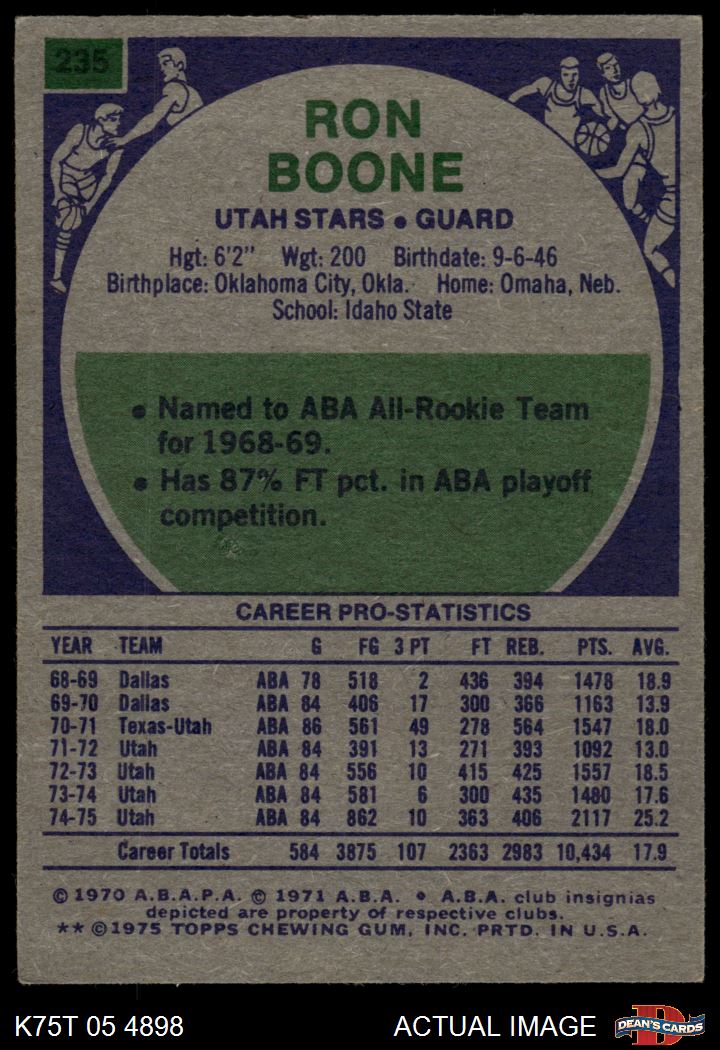 235
RON
BOONE
UTAH STARS • GUARD
Hgt: 6'2" Wgt: 200 Birthdate: 9-6-46
Birthplace: Oklahoma City, Okla. Home: Omaha, Neb.
School: Idaho State
• Named to ABA All-Rookie Team
for 1968-69.
• Has 87% FT pct. in ABA playoff
competition.
CAREER PRO-STATISTICS
YEAR TEAM G FG 3 PT FT REB. PTS. AVG.
68-69 Dallas ABA 78 518 2 436 394 1478 18.9
69-70 Dallas ABA 84 406 17 300 366 1163 13.9
70-71 Texas-Utah ABA 86 561 49 278 564 1547 18.0
71-72 Utah ABA 84 391 13 271 393 1092 13.0
72-73 Utah ABA 84 556 10 415 425 1557 18.5
73-74 Utah ABA 84 581 6 300 435 1480 17.6
74-75 Utah ABA 84 862 10 363 406 2117 25.2
Career Totals 584 3875 107 2363 2983 10,434 17.9
© 1970 A.B.A.P.A. © 1971 A.B.A. • A.B.A. club insignias
depicted are property of respective clubs.
** ©1975 TOPPS CHEWING GUM, INC. PRTD. IN U.S.A.
K75T 05 4898 ACTUAL IMAGE DEAN'S CARDS